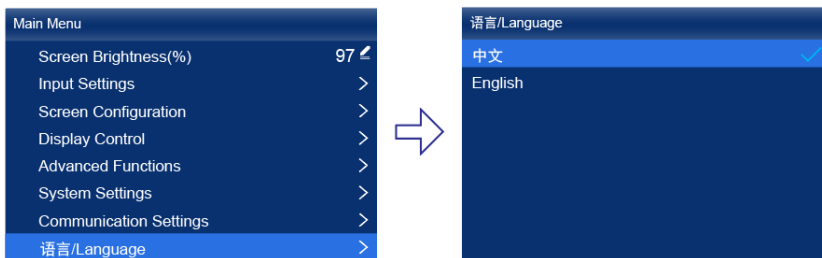 Main Menu
Screen Brightness(%) 97
Input Settings
Screen Configuration
Display Control
Advanced Functions
System Settings
Communication Settings
语言/Language
语言/Language
中文
English